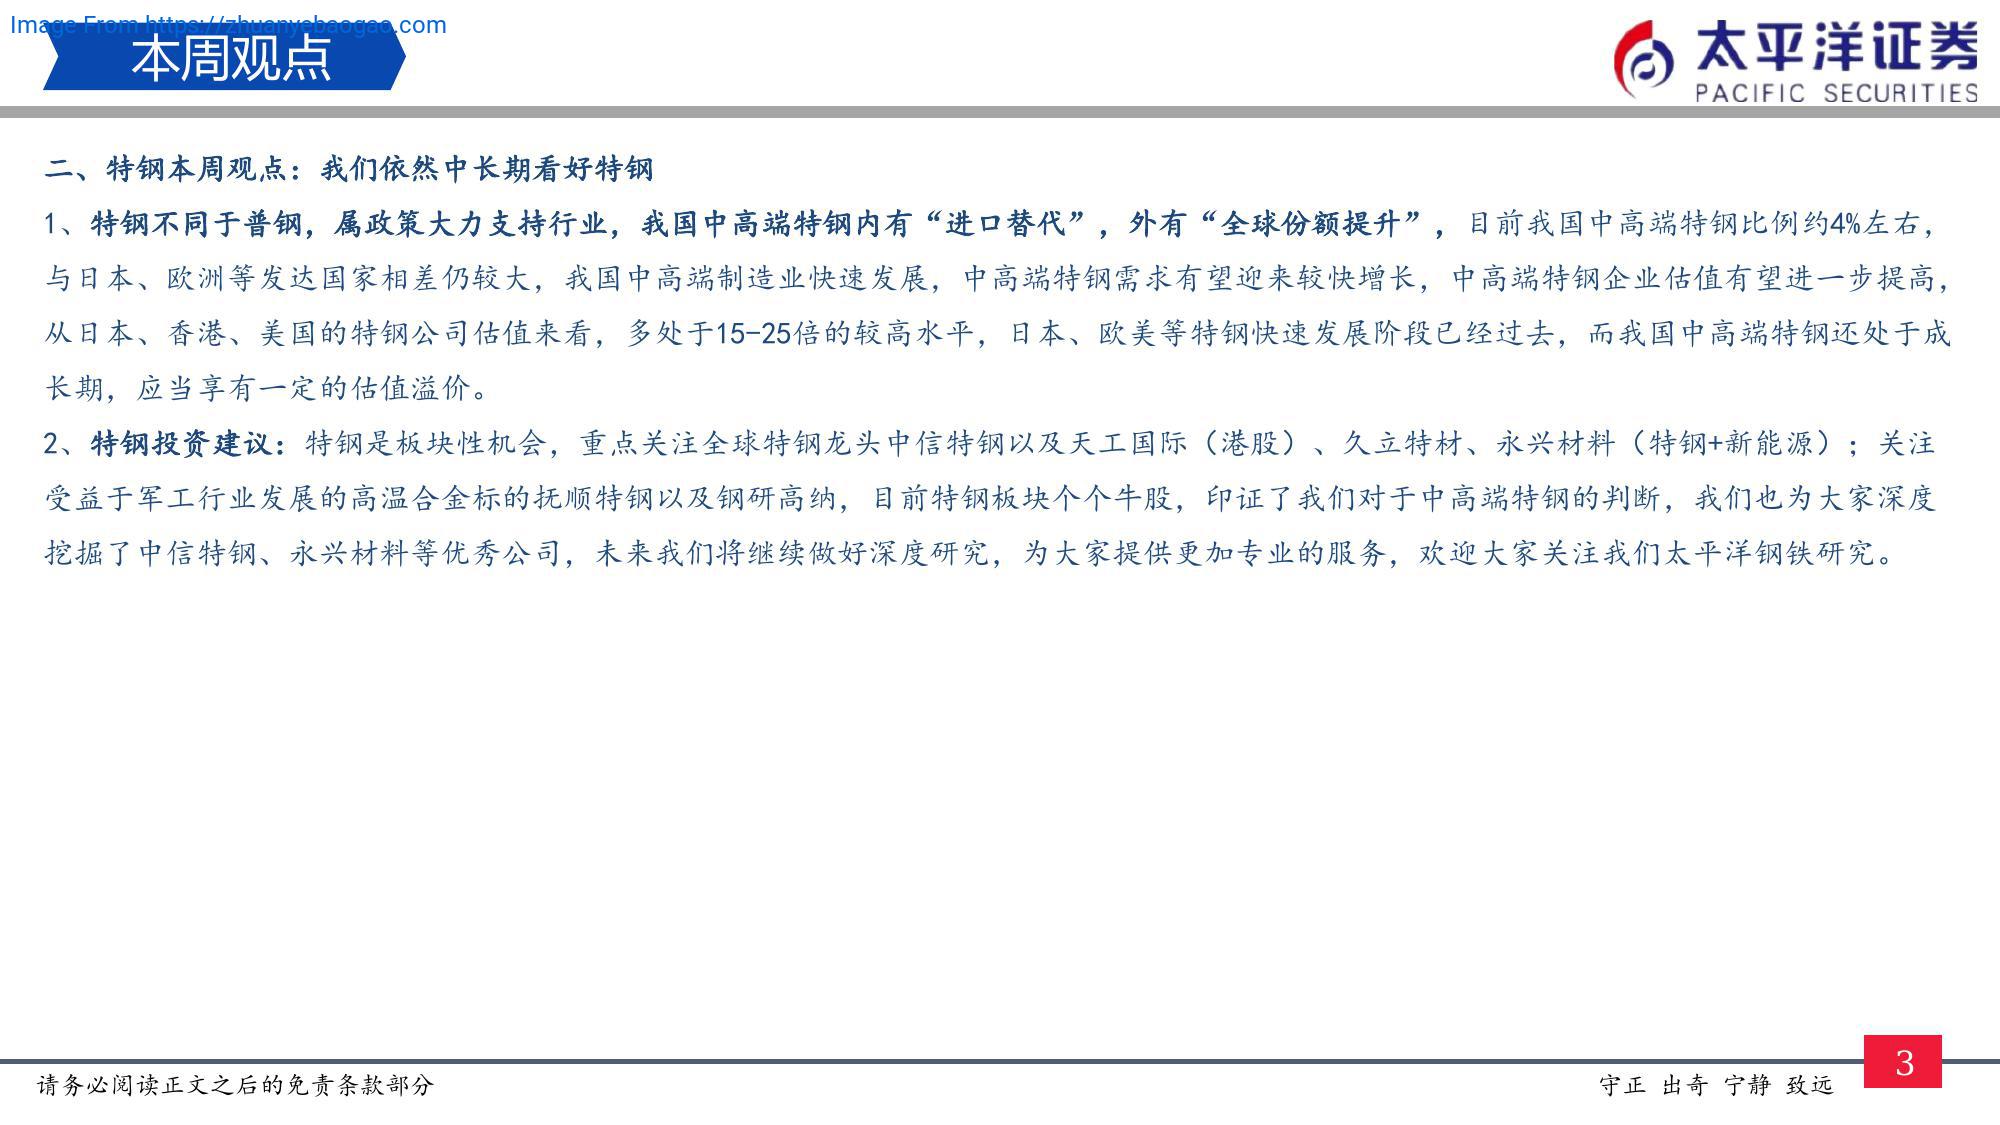 Image From https://zhuanyebaogao.com
本周观点
太平洋证券
PACIFIC SECURITIES
二、特钢本周观点：我们依然中长期看好特钢
1、特钢不同于普钢，属政策大力支持行业，我国中高端特钢内有“进口替代”，外有“全球份额提升”，目前我国中高端特钢比例约4%左右，
与日本、欧洲等发达国家相差仍较大，我国中高端制造业快速发展，中高端特钢需求有望迎来较快增长，中高端特钢企业估值有望进一步提高，
从日本、香港、美国的特钢公司估值来看，多处于15-25倍的较高水平，日本、欧美等特钢快速发展阶段已经过去，而我国中高端特钢还处于成
长期，应当享有一定的估值溢价。
2、特钢投资建议：特钢是板块性机会，重点关注全球特钢龙头中信特钢以及天工国际（港股）、久立特材、永兴材料（特钢+新能源）；关注
受益于军工行业发展的高温合金标的抚顺特钢以及钢研高纳，目前特钢板块个个牛股，印证了我们对于中高端特钢的判断，我们也为大家深度
挖掘了中信特钢、永兴材料等优秀公司，未来我们将继续做好深度研究，为大家提供更加专业的服务，欢迎大家关注我们太平洋钢铁研究。
请务必阅读正文之后的免责条款部分
守正 出奇 宁静 致远
3